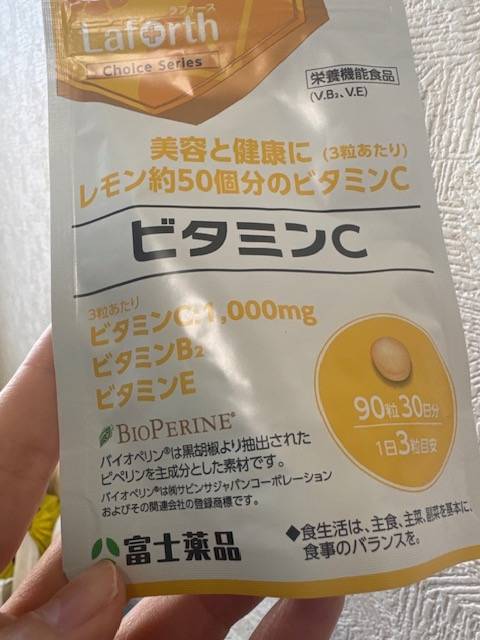 ラフォース
Laforth
Choice Series
栄養機能食品
(V.B₂、V.E)
美容と健康に (3粒あたり)
レモン約50個分のビタミンC
ビタミンC
3粒あたり
ビタミンC:1,000mg
ビタミンB₂
ビタミンE
BIOPERINE®
バイオペリン®は黒胡椒より抽出された
ピペリンを主成分とした素材です。
バイオペリン®は㈱サビンサジャパンコーポレーション
およびその関連会社の登録商標です。
90粒30日分
1日3粒目安
富士薬品
◆食生活は、主食、主菜、副菜を基本に、
食事のバランスを。